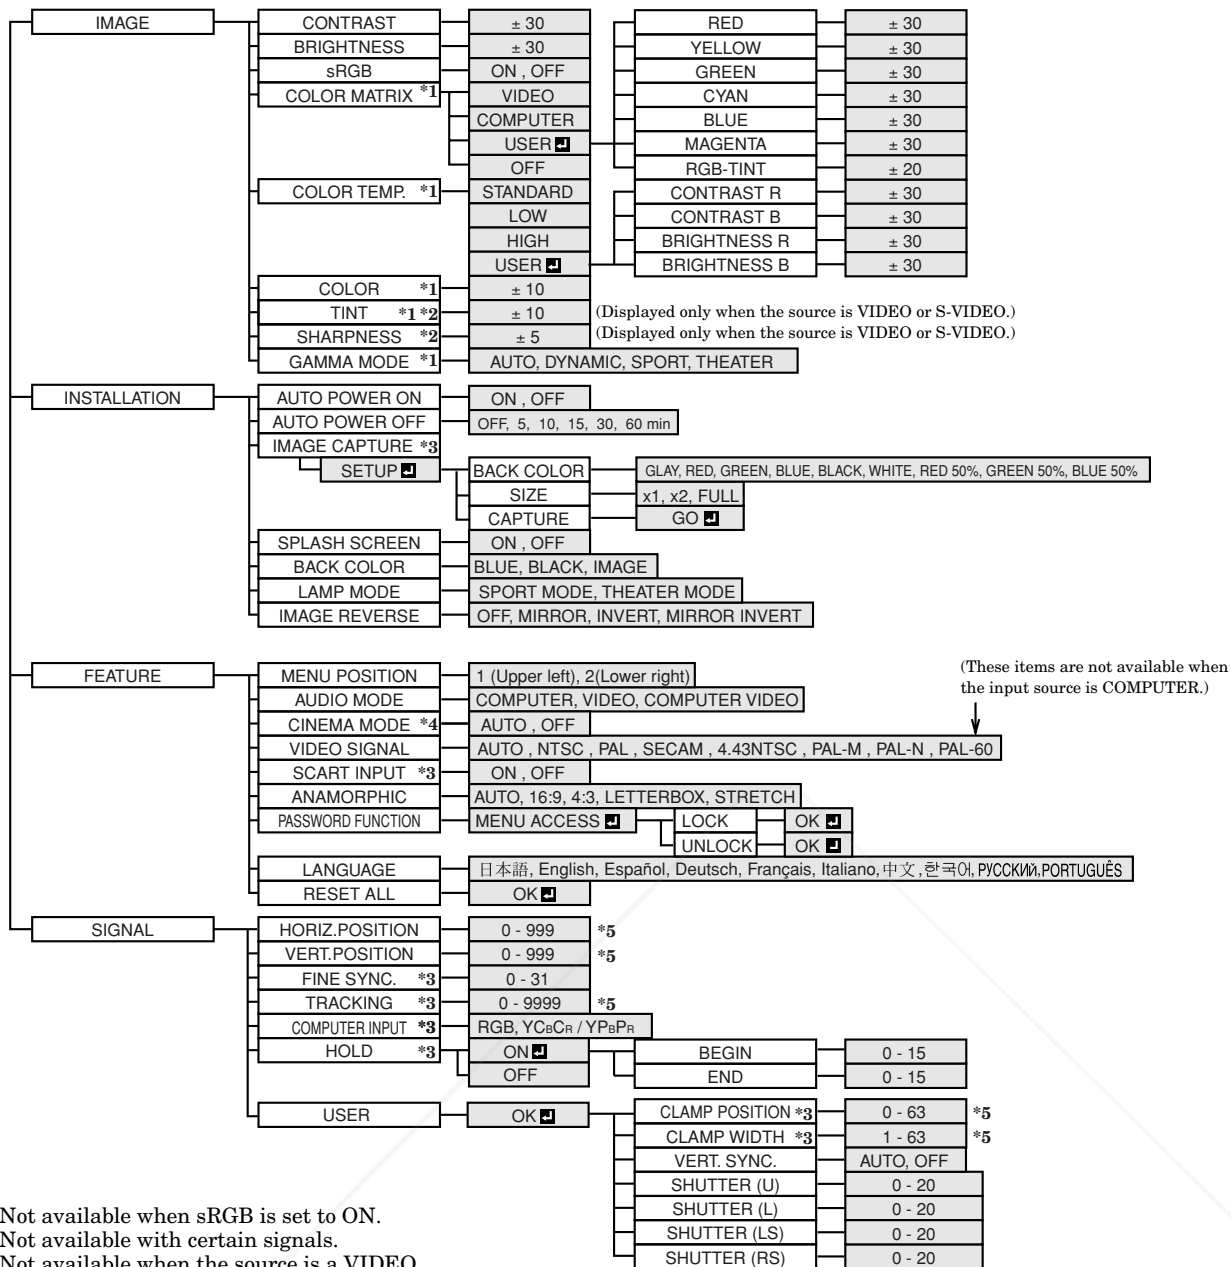 IMAGE CONTRAST ± 30 RED ± 30
BRIGHTNESS ± 30 YELLOW ± 30
sRGB ON , OFF GREEN ± 30
COLOR MATRIX *1 VIDEO CYAN ± 30
COMPUTER BLUE ± 30
USER MAGENTA ± 30
OFF RGB-TINT ± 20
COLOR TEMP. *1 STANDARD CONTRAST R ± 30
LOW CONTRAST B ± 30
HIGH BRIGHTNESS R ± 30
USER BRIGHTNESS B ± 30
COLOR *1 ± 10
TINT *1 *2 ± 10 (Displayed only when the source is VIDEO or S-VIDEO.)
SHARPNESS *2 ± 5 (Displayed only when the source is VIDEO or S-VIDEO.)
GAMMA MODE *1 AUTO, DYNAMIC, SPORT, THEATER
INSTALLATION AUTO POWER ON ON , OFF
AUTO POWER OFF OFF, 5, 10, 15, 30, 60 min
IMAGE CAPTURE *3
SETUP BACK COLOR GLAY, RED, GREEN, BLUE, BLACK, WHITE, RED 50%, GREEN 50%, BLUE 50%
SIZE x1, x2, FULL
CAPTURE GO
SPLASH SCREEN ON , OFF
BACK COLOR BLUE, BLACK, IMAGE
LAMP MODE SPORT MODE, THEATER MODE
IMAGE REVERSE OFF, MIRROR, INVERT, MIRROR INVERT
(These items are not available when
the input source is COMPUTER.)
FEATURE MENU POSITION 1 (Upper left), 2(Lower right)
AUDIO MODE COMPUTER, VIDEO, COMPUTER VIDEO
CINEMA MODE *4 AUTO , OFF
VIDEO SIGNAL AUTO , NTSC , PAL , SECAM , 4.43NTSC , PAL-M , PAL-N , PAL-60
SCART INPUT *3 ON , OFF
ANAMORPHIC AUTO, 16:9, 4:3, LETTERBOX, STRETCH
PASSWORD FUNCTION MENU ACCESS LOCK OK
UNLOCK OK
LANGUAGE 日本語, English, Español, Deutsch, Français, Italiano, 中文 , 한국어, РУССКИЙ, PORTUGUÊS
RESET ALL OK
SIGNAL HORIZ.POSITION 0 - 999 *5
VERT.POSITION 0 - 999 *5
FINE SYNC. *3 0 - 31
TRACKING *3 0 - 9999 *5
COMPUTER INPUT *3 RGB, YCBCR / YPBPR
HOLD *3 ON BEGIN 0 - 15
OFF END 0 - 15
USER OK CLAMP POSITION *3 0 - 63 *5
CLAMP WIDTH *3 1 - 63 *5
VERT. SYNC. AUTO, OFF
SHUTTER (U) 0 - 20
SHUTTER (L) 0 - 20
SHUTTER (LS) 0 - 20
SHUTTER (RS) 0 - 20
Not available when sRGB is set to ON.
Not available with certain signals.
Not available when the source is a VIDEO